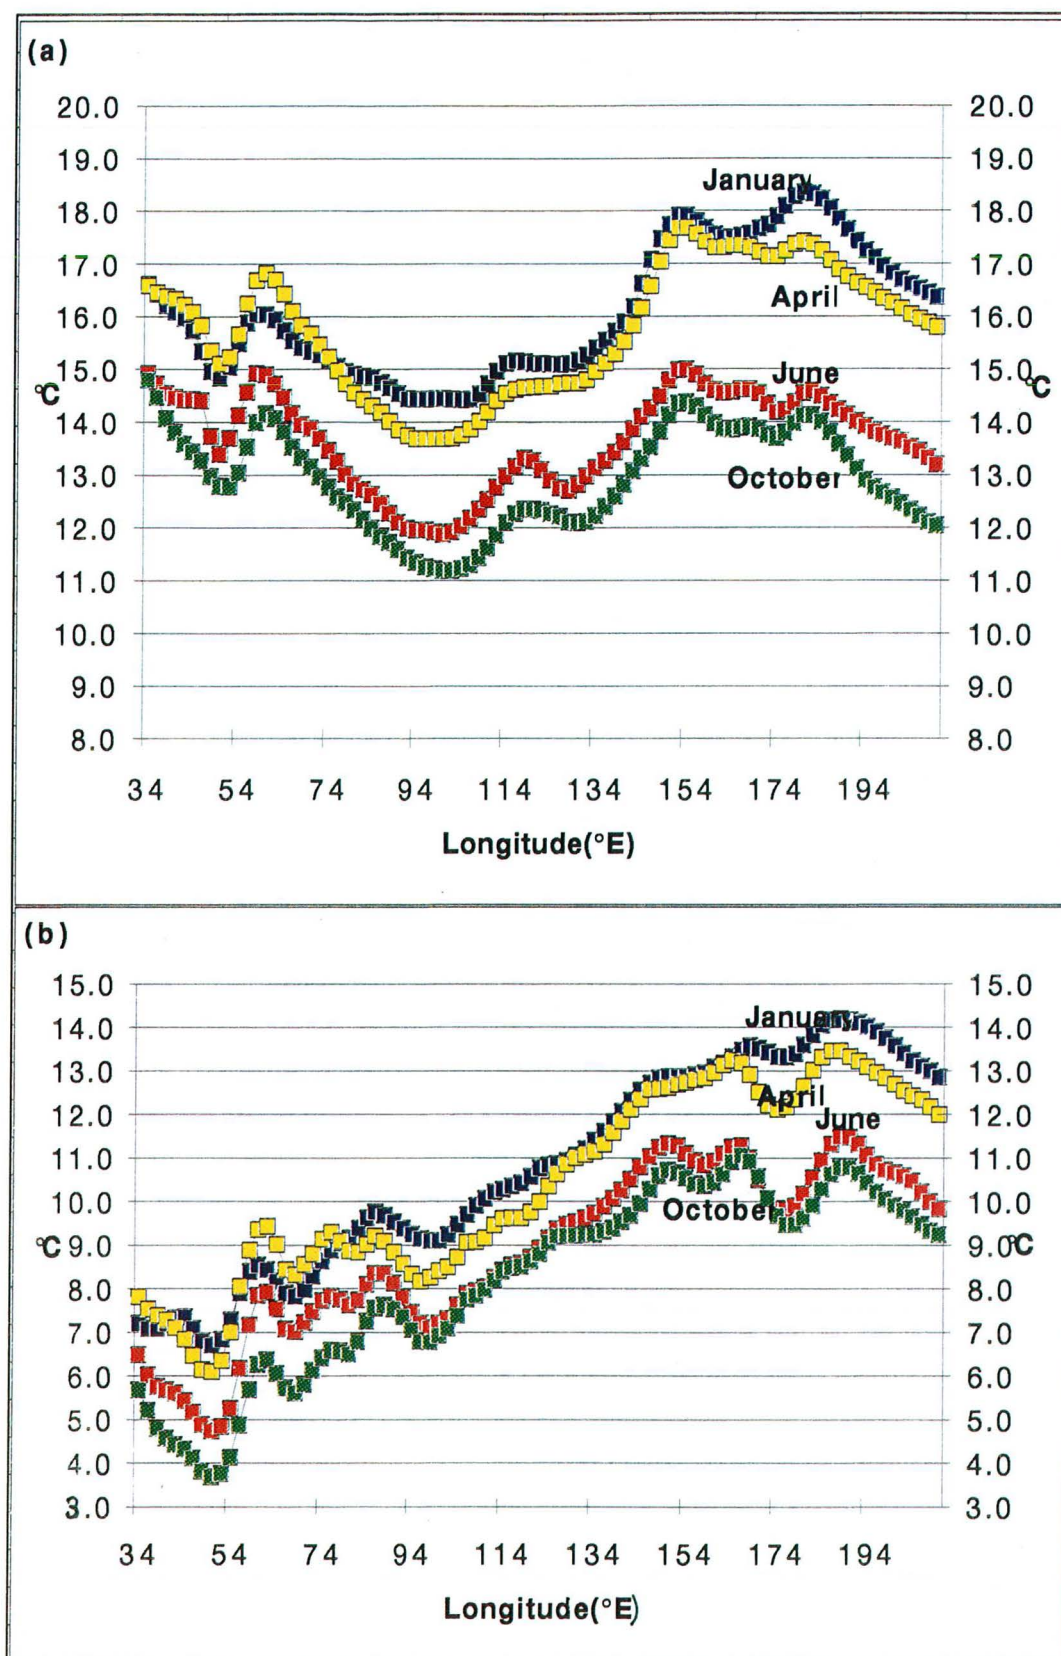 (a)
20.0 20.0
19.0 19.0
January
18.0 18.0
17.0 17.0
April
16.0 16.0
15.0 June 15.0
°C °C
14.0 14.0
13.0 October 13.0
12.0 12.0
11.0 11.0
10.0 10.0
9.0 9.0
8.0 8.0
34 54 74 94 114 134 154 174 194
Longitude(°E)
(b)
15.0 15.0
January
14.0 14.0
13.0 13.0
April
12.0 12.0
June
11.0 11.0
10.0 October 10.0
9.0 9.0
°C °C
8.0 8.0
7.0 7.0
6.0 6.0
5.0 5.0
4.0 4.0
3.0 3.0
34 54 74 94 114 134 154 174 194
Longitude(°E)